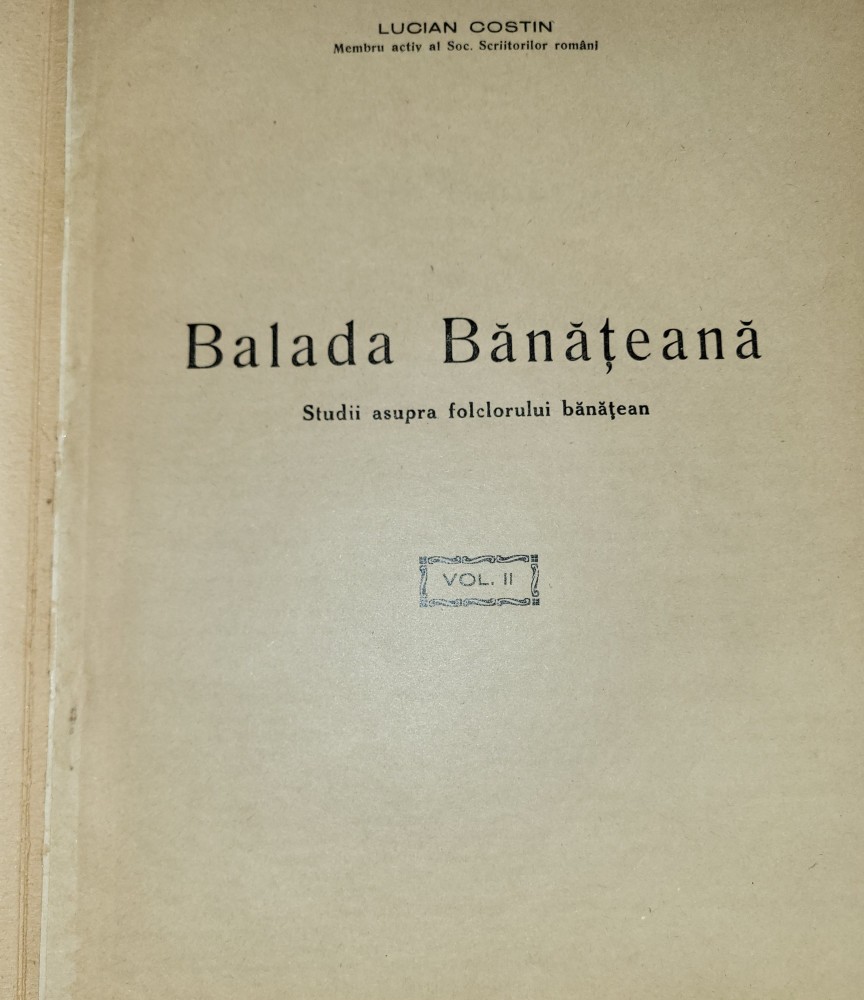 LUCIAN COSTIN
Membru activ al Soc. Scriitorilor români
Balada Bănățeană
Studii asupra folclorului bănățean
VOL. II